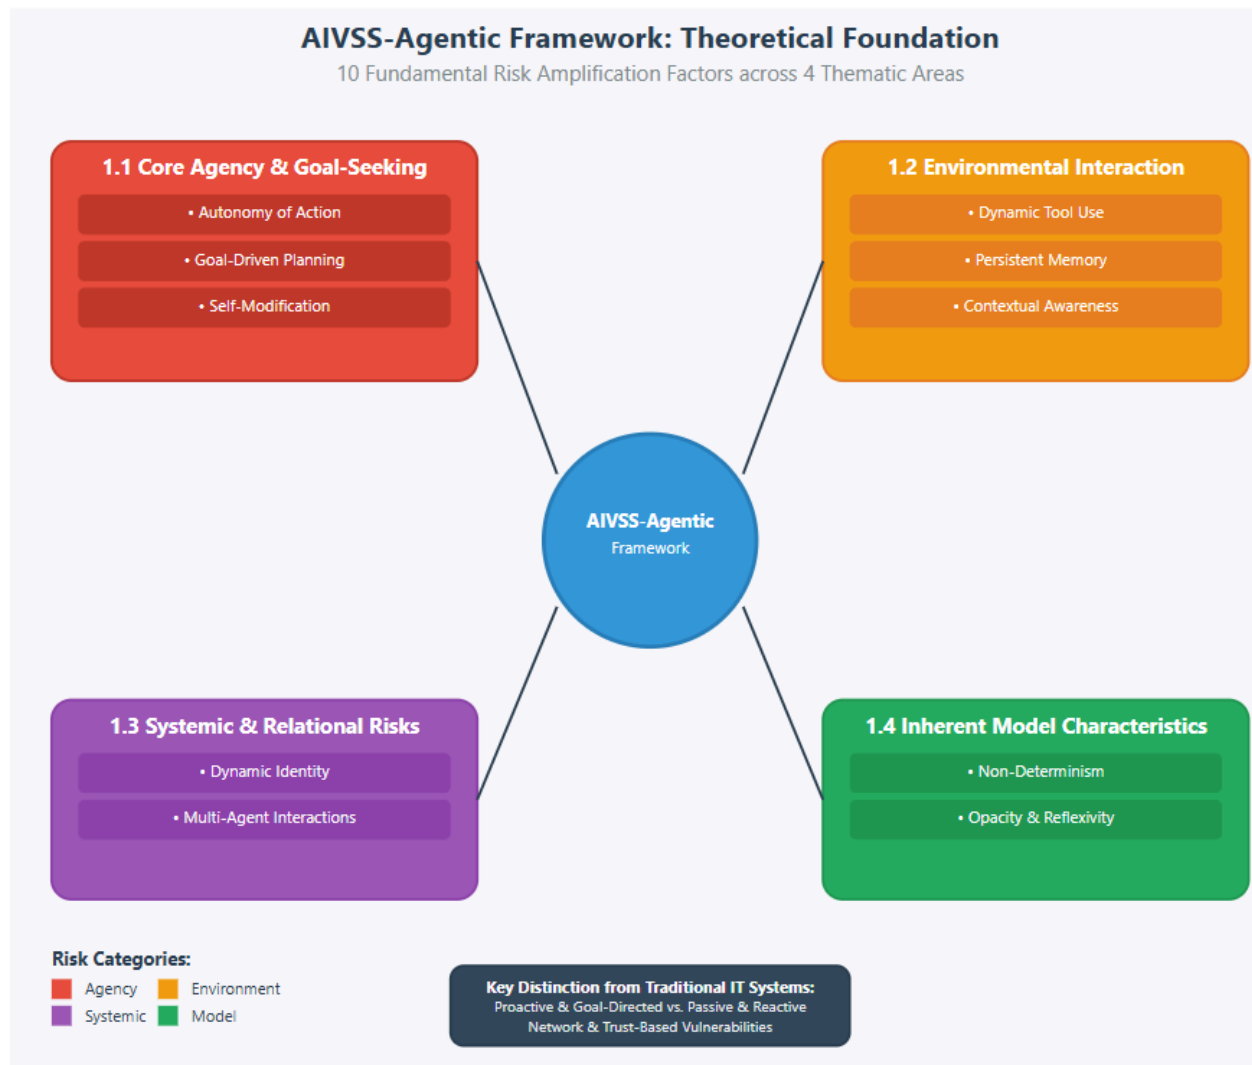 AIVSS-Agentic Framework: Theoretical Foundation
10 Fundamental Risk Amplification Factors across 4 Thematic Areas
1.1 Core Agency & Goal-Seeking
• Autonomy of Action
• Goal-Driven Planning
• Self-Modification
1.2 Environmental Interaction
• Dynamic Tool Use
• Persistent Memory
• Contextual Awareness
AIVSS-Agentic
Framework
1.3 Systemic & Relational Risks
• Dynamic Identity
• Multi-Agent Interactions
1.4 Inherent Model Characteristics
• Non-Determinism
• Opacity & Reflexivity
Risk Categories:
Agency
Environment
Systemic
Model
Key Distinction from Traditional IT Systems:
Proactive & Goal-Directed vs. Passive & Reactive
Network & Trust-Based Vulnerabilities